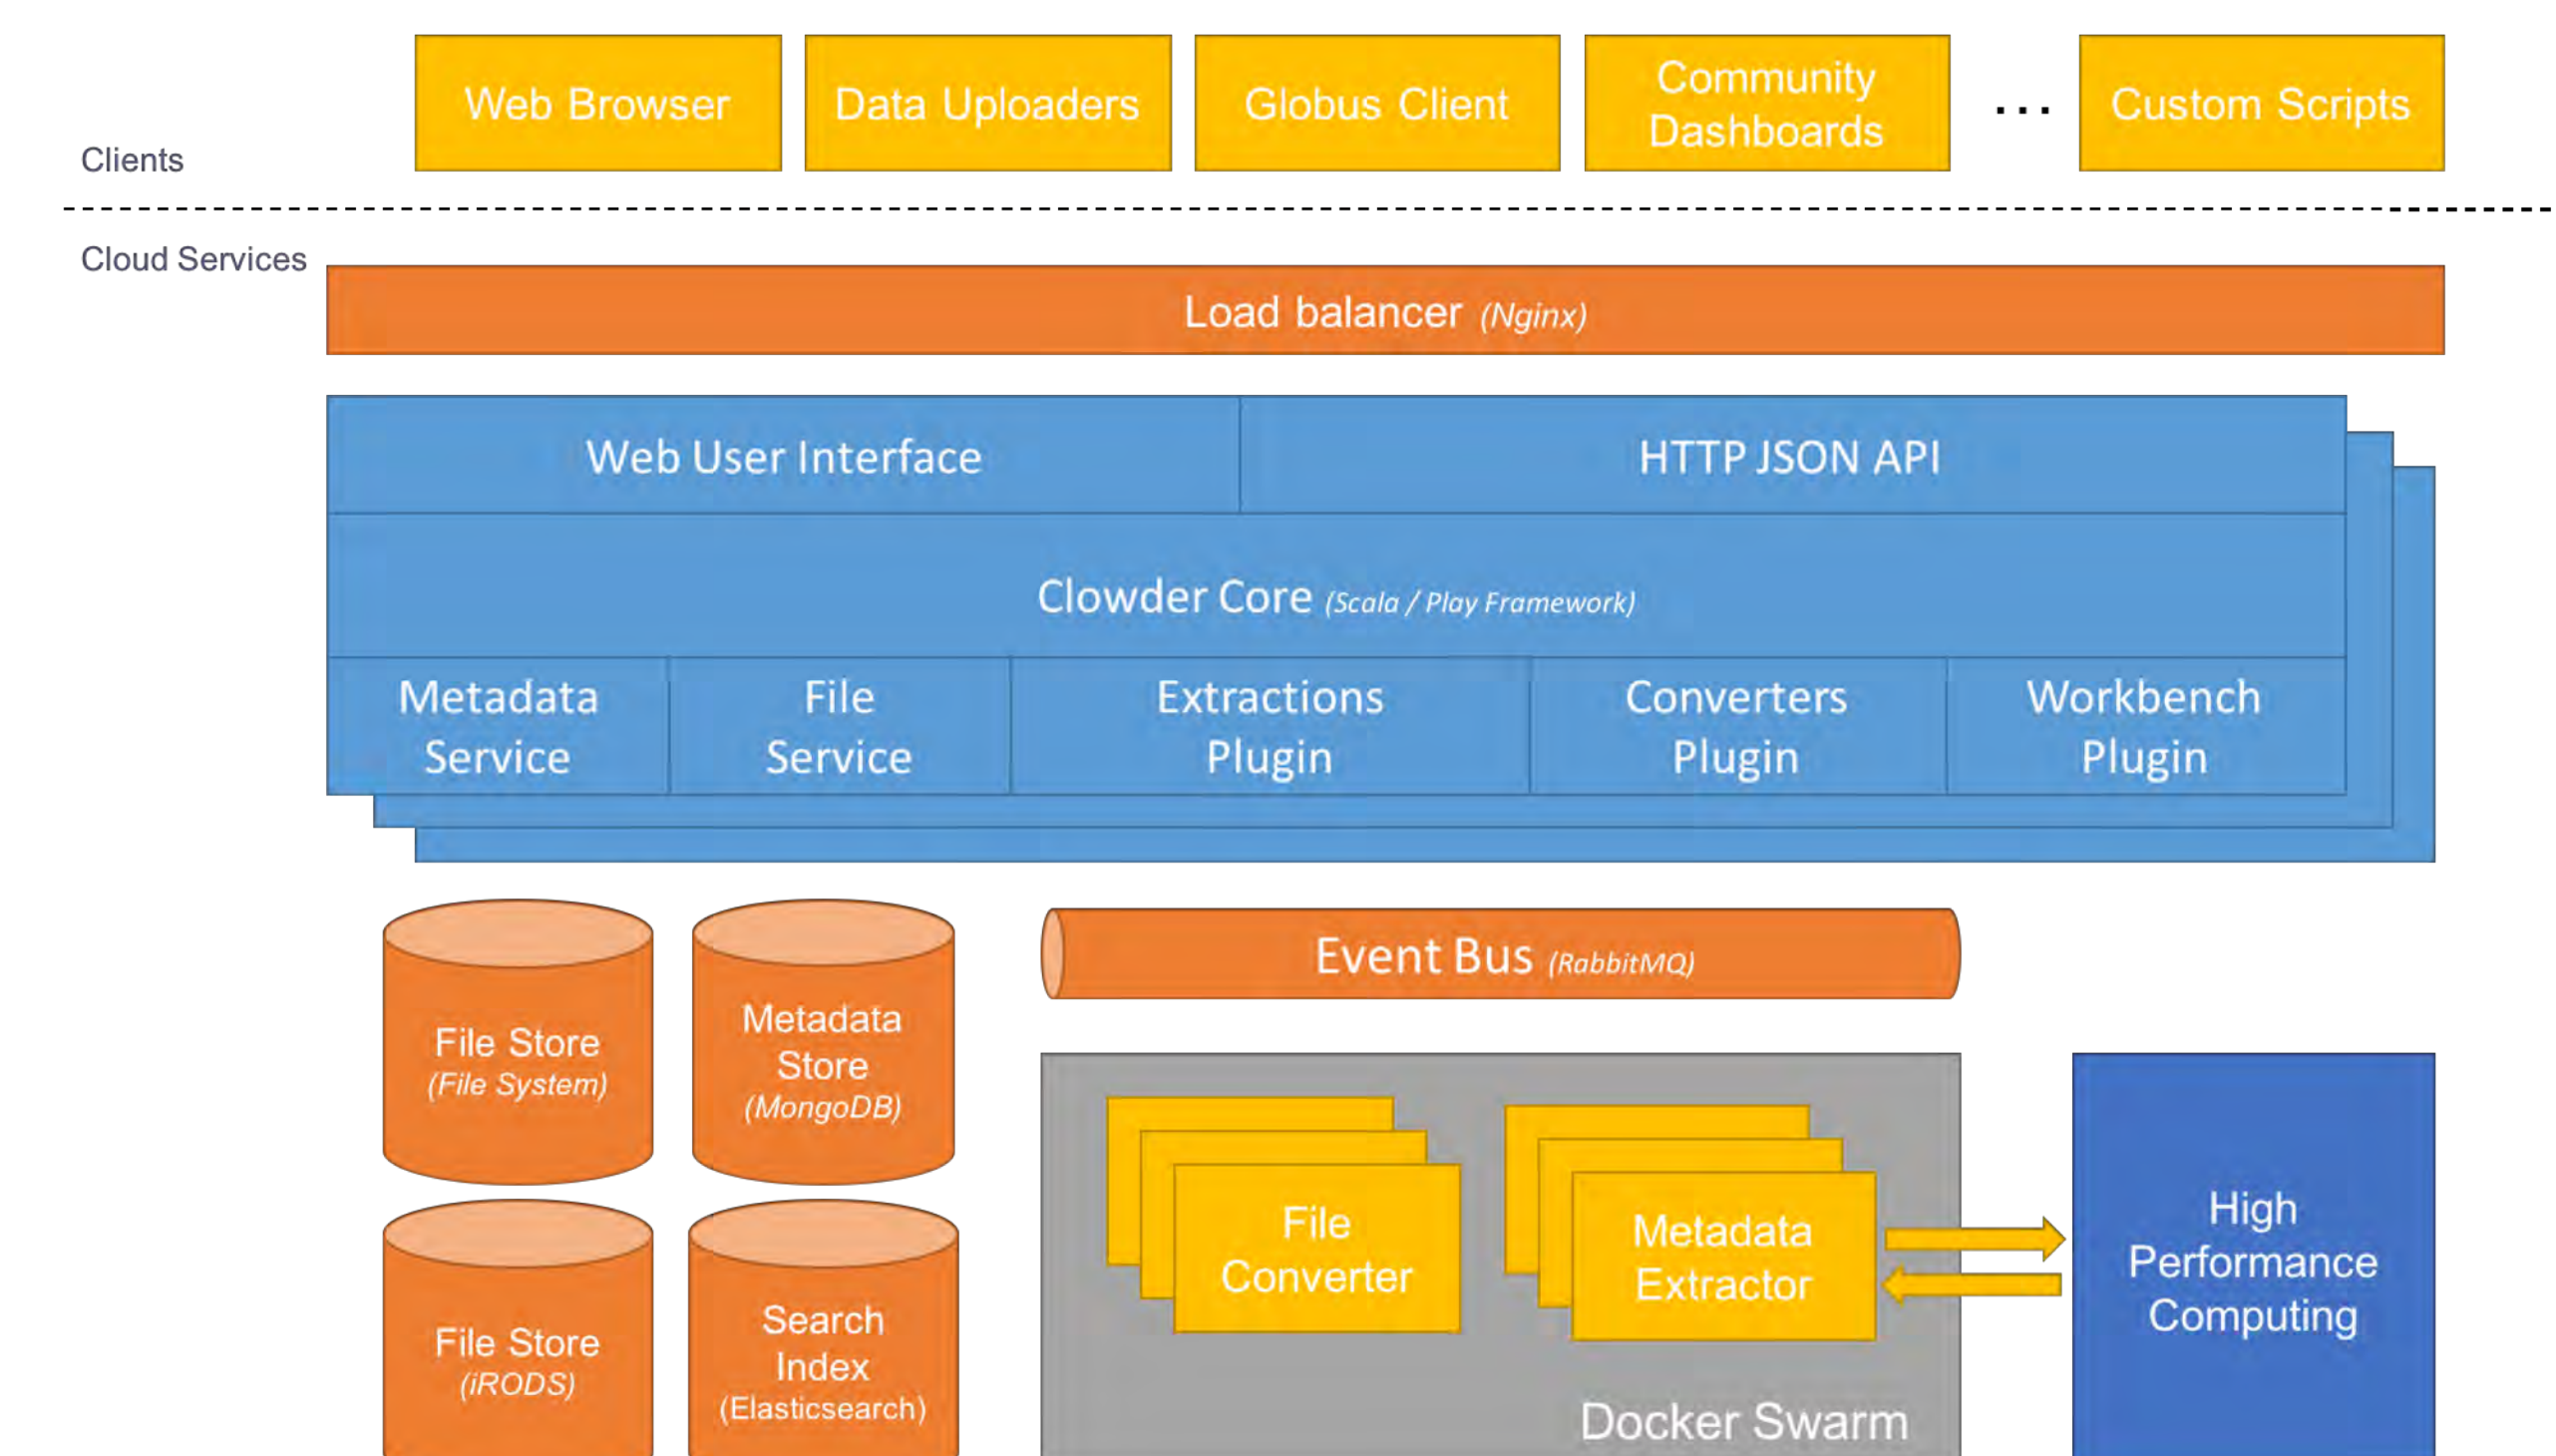 Web Browser
Data Uploaders
Globus Client
Community
Dashboards
...
Custom Scripts
Clients
Cloud Services
Load balancer (Nginx)
Web User Interface
HTTP JSON API
Clowder Core (Scala / Play Framework)
Metadata
Service
File
Service
Extractions
Plugin
Converters
Plugin
Workbench
Plugin
File Store
(File System)
Metadata
Store
(MongoDB)
Event Bus (RabbitMQ)
File Store
(iRODS)
Search
Index
(Elasticsearch)
File
Converter
Metadata
Extractor
Docker Swarm
High
Performance
Computing